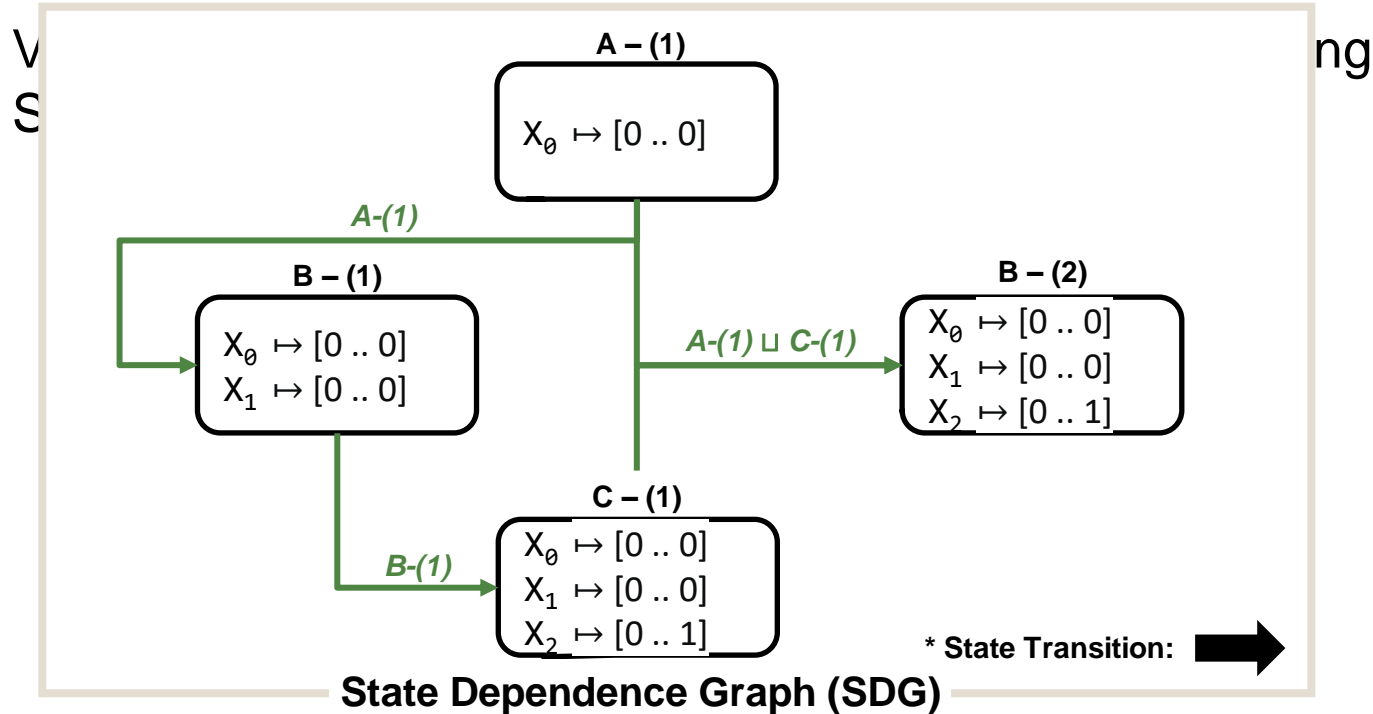 A – (1)
X₀ ↦ [0 .. 0]
A-(1)
B – (1)
X₀ ↦ [0 .. 0]
X₁ ↦ [0 .. 0]
A-(1) ⊔ C-(1)
B – (2)
X₀ ↦ [0 .. 0]
X₁ ↦ [0 .. 0]
X₂ ↦ [0 .. 1]
B-(1)
C – (1)
X₀ ↦ [0 .. 0]
X₁ ↦ [0 .. 0]
X₂ ↦ [0 .. 1]
* State Transition:
State Dependence Graph (SDG)